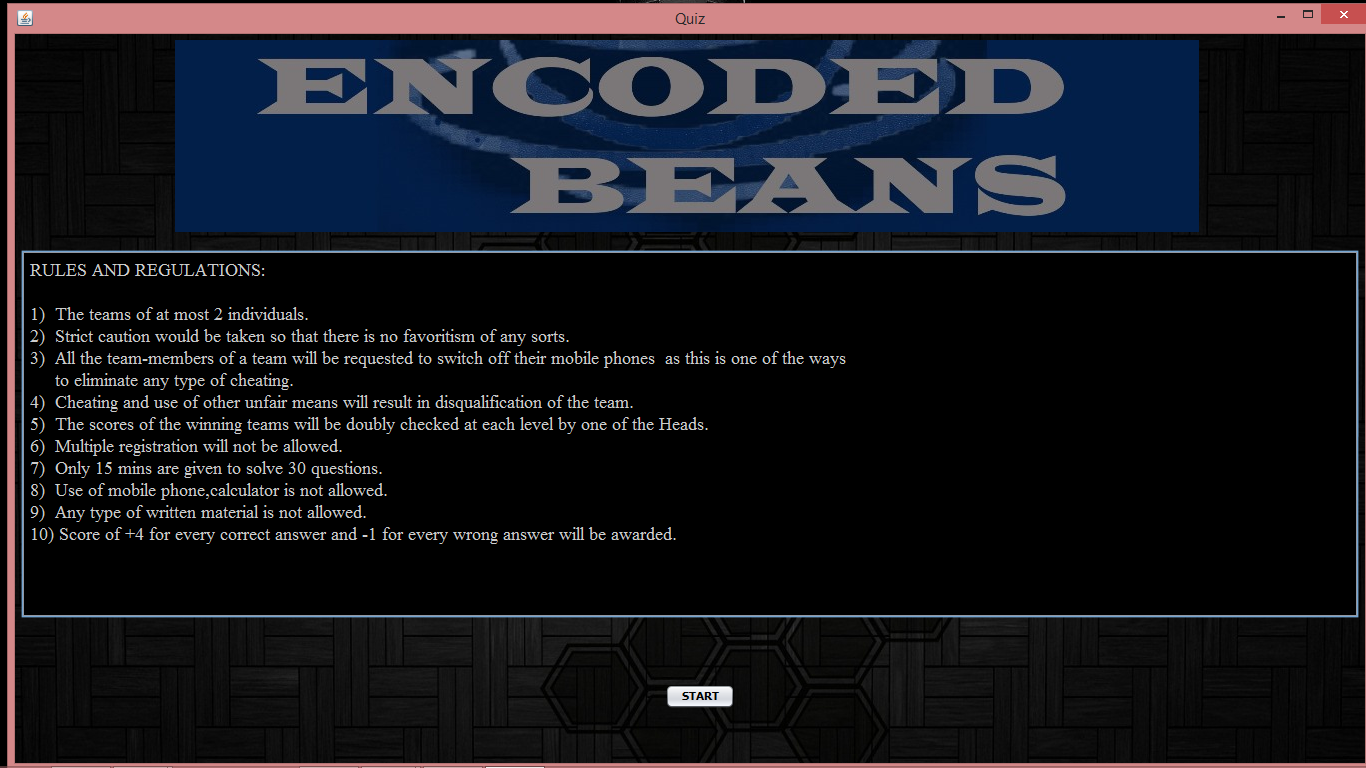 Quiz
ENCODED
BEANS
RULES AND REGULATIONS:
1) The teams of at most 2 individuals.
2) Strict caution would be taken so that there is no favoritism of any sorts.
3) All the team-members of a team will be requested to switch off their mobile phones  as this is one of the ways
to eliminate any type of cheating.
4) Cheating and use of other unfair means will result in disqualification of the team.
5) The scores of the winning teams will be doubly checked at each level by one of the Heads.
6) Multiple registration will not be allowed.
7) Only 15 mins are given to solve 30 questions.
8) Use of mobile phone,calculator is not allowed.
9) Any type of written material is not allowed.
10) Score of +4 for every correct answer and -1 for every wrong answer will be awarded.
START